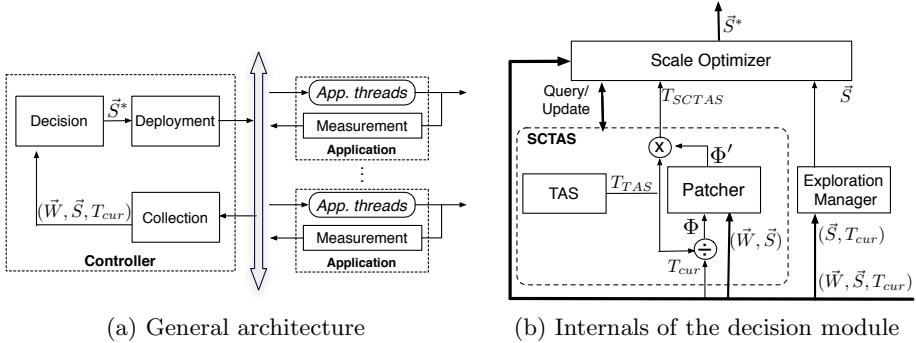 Decision
S⃗*
Deployment
(W⃗, S⃗, T_cur)
Collection
Controller
App. threads
Measurement
Application
⋮
App. threads
Measurement
Application
(a) General architecture
S⃗*
Scale Optimizer
Query/
Update
T_SCTAS
S⃗
SCTAS
X
Φ′
TAS
T_TAS
Patcher
Exploration
Manager
Φ
(W⃗, S⃗)
÷
T_cur
(S⃗, T_cur)
(W⃗, S⃗, T_cur)
(b) Internals of the decision module